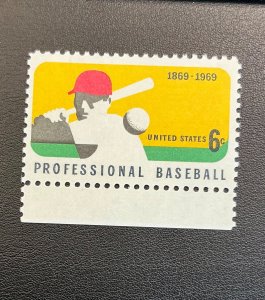 1869-1969
UNITED STATES 6c
PROFESSIONAL BASEBALL